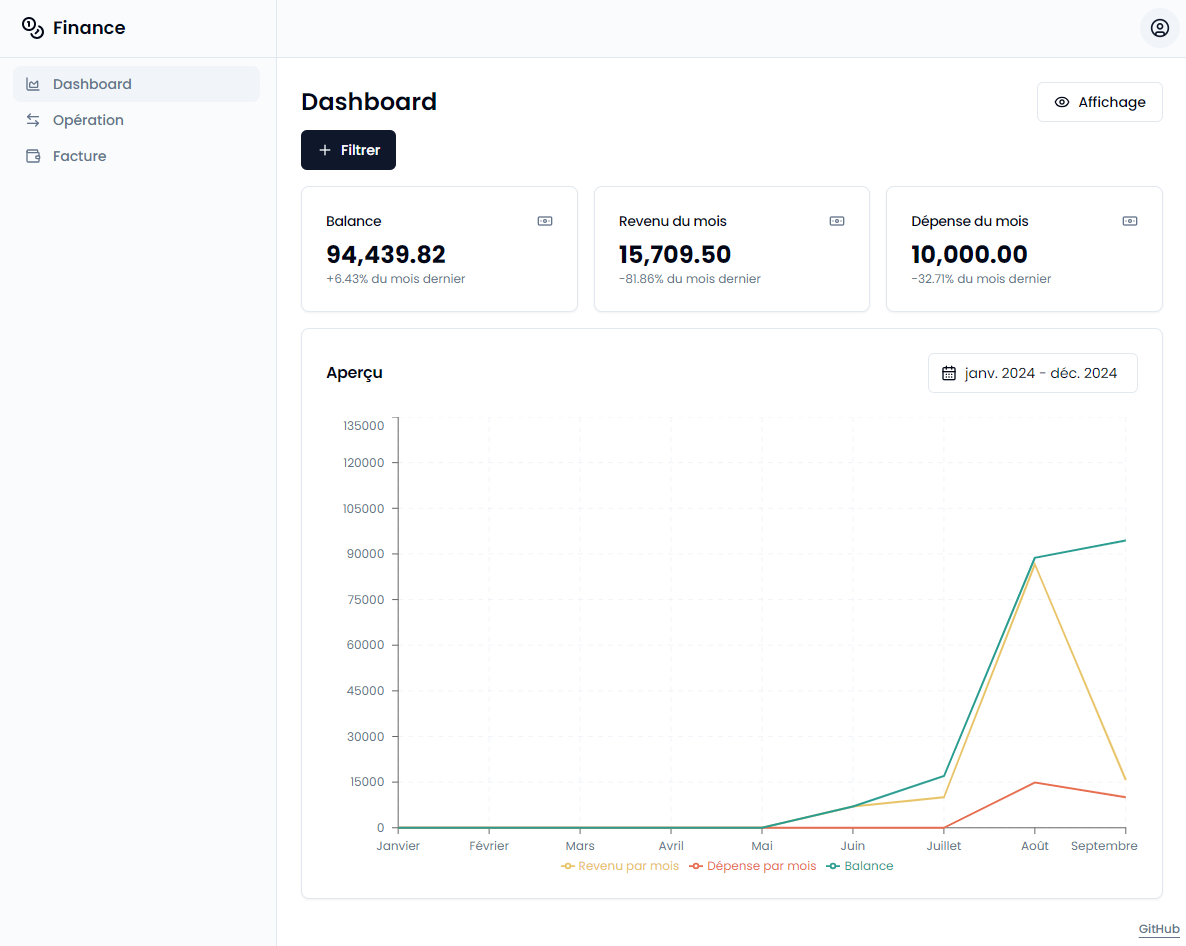 Finance
Dashboard
Opération
Facture
Dashboard
Affichage
Filtrer
Balance
94,439.82
+6.43% du mois dernier
Revenu du mois
15,709.50
-81.86% du mois dernier
Dépense du mois
10,000.00
-32.71% du mois dernier
Aperçu
janv. 2024 - déc. 2024
135000
120000
105000
90000
75000
60000
45000
30000
15000
0
Janvier Février Mars Avril Mai Juin Juillet Août Septembre
Revenu par mois Dépense par mois Balance
GitHub